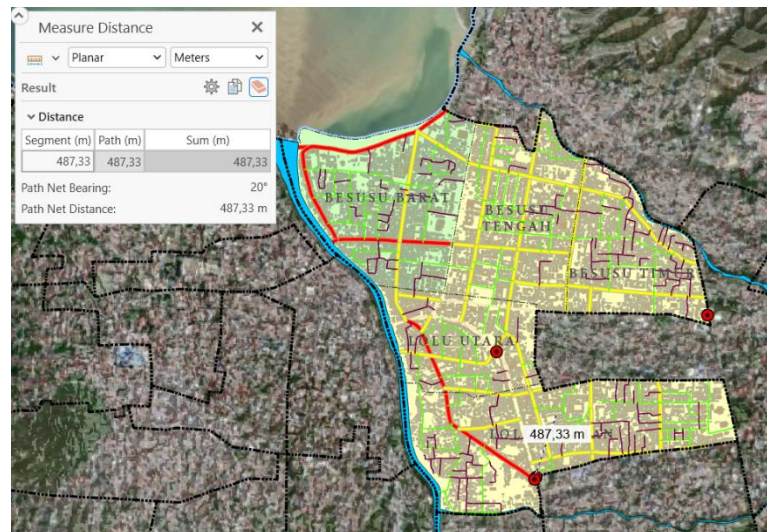 Measure Distance
Planar
Meters
Result
Distance
Segment (m)
Path (m)
Sum (m)
487,33
487,33
487,33
Path Net Bearing:
20°
Path Net Distance:
487,33 m
BESUSU BARAT
BESUSU
TENGAH
BESUSU TIMUR
LOLU UTARA
487,33 m